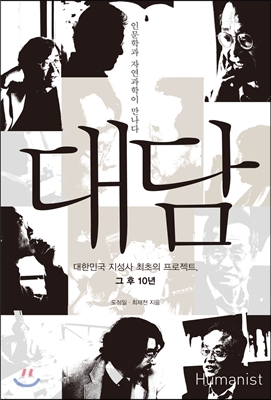 인문학과 자연과학이 만나다
대담
대한민국 지성사 최초의 프로젝트,
그 후 10년
도정일 · 최재천 지음
Humanist